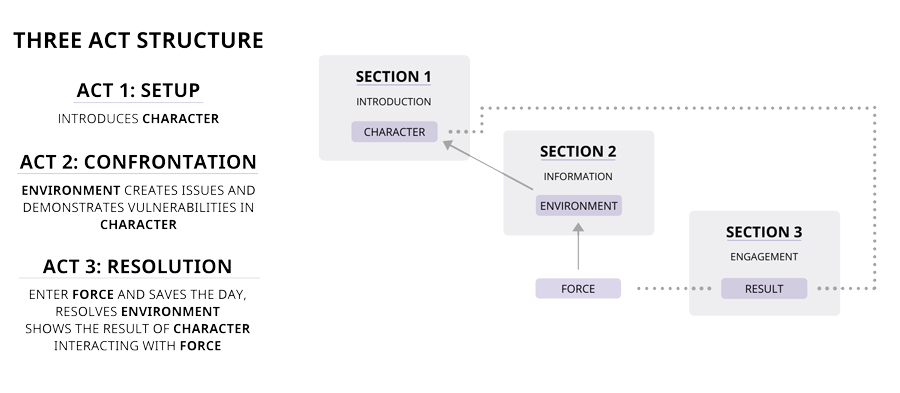 THREE ACT STRUCTURE
ACT 1: SETUP
INTRODUCES CHARACTER
ACT 2: CONFRONTATION
ENVIRONMENT CREATES ISSUES AND
DEMONSTRATES VULNERABILITIES IN
CHARACTER
ACT 3: RESOLUTION
ENTER FORCE AND SAVES THE DAY,
RESOLVES ENVIRONMENT
SHOWS THE RESULT OF CHARACTER
INTERACTING WITH FORCE
SECTION 1
INTRODUCTION
CHARACTER
SECTION 2
INFORMATION
ENVIRONMENT
FORCE
SECTION 3
ENGAGEMENT
RESULT